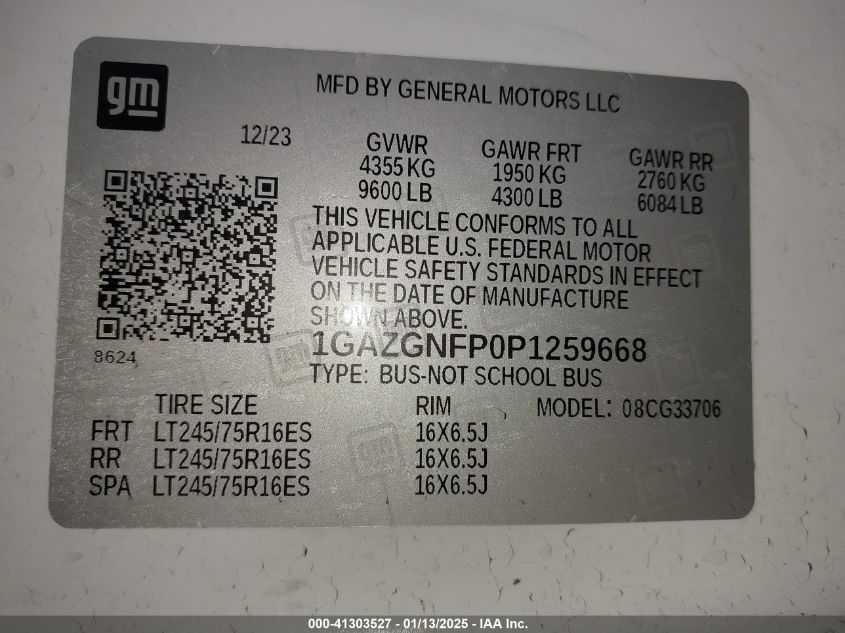 gm
MFD BY GENERAL MOTORS LLC
12/23
GVWR
4355 KG
9600 LB
GAWR FRT
1950 KG
4300 LB
GAWR RR
2760 KG
6084 LB
THIS VEHICLE CONFORMS TO ALL
APPLICABLE U.S. FEDERAL MOTOR
VEHICLE SAFETY STANDARDS IN EFFECT
ON THE DATE OF MANUFACTURE
SHOWN ABOVE.
8624
1GAZGNFP0P1259668
TYPE: BUS-NOT SCHOOL BUS
TIRE SIZE RIM MODEL: 08CG33706
FRT LT245/75R16ES 16X6.5J
RR LT245/75R16ES 16X6.5J
SPA LT245/75R16ES 16X6.5J
000-41303527 - 01/13/2025 - IAA Inc.